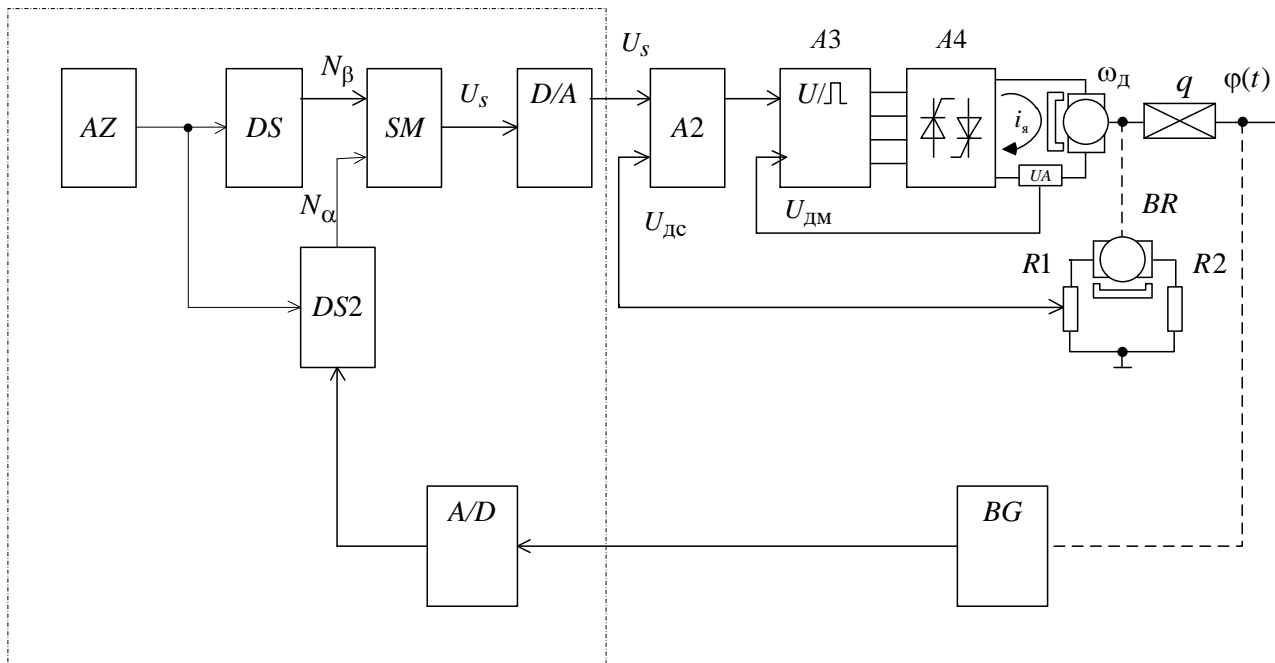 A3
A4
U_s
N_β
ω_д
q
φ(t)
U_s
D/A
U/
AZ
DS
SM
A2
i_я
UA
N_α
U_дс
U_дм
BR
R1
R2
DS2
A/D
BG